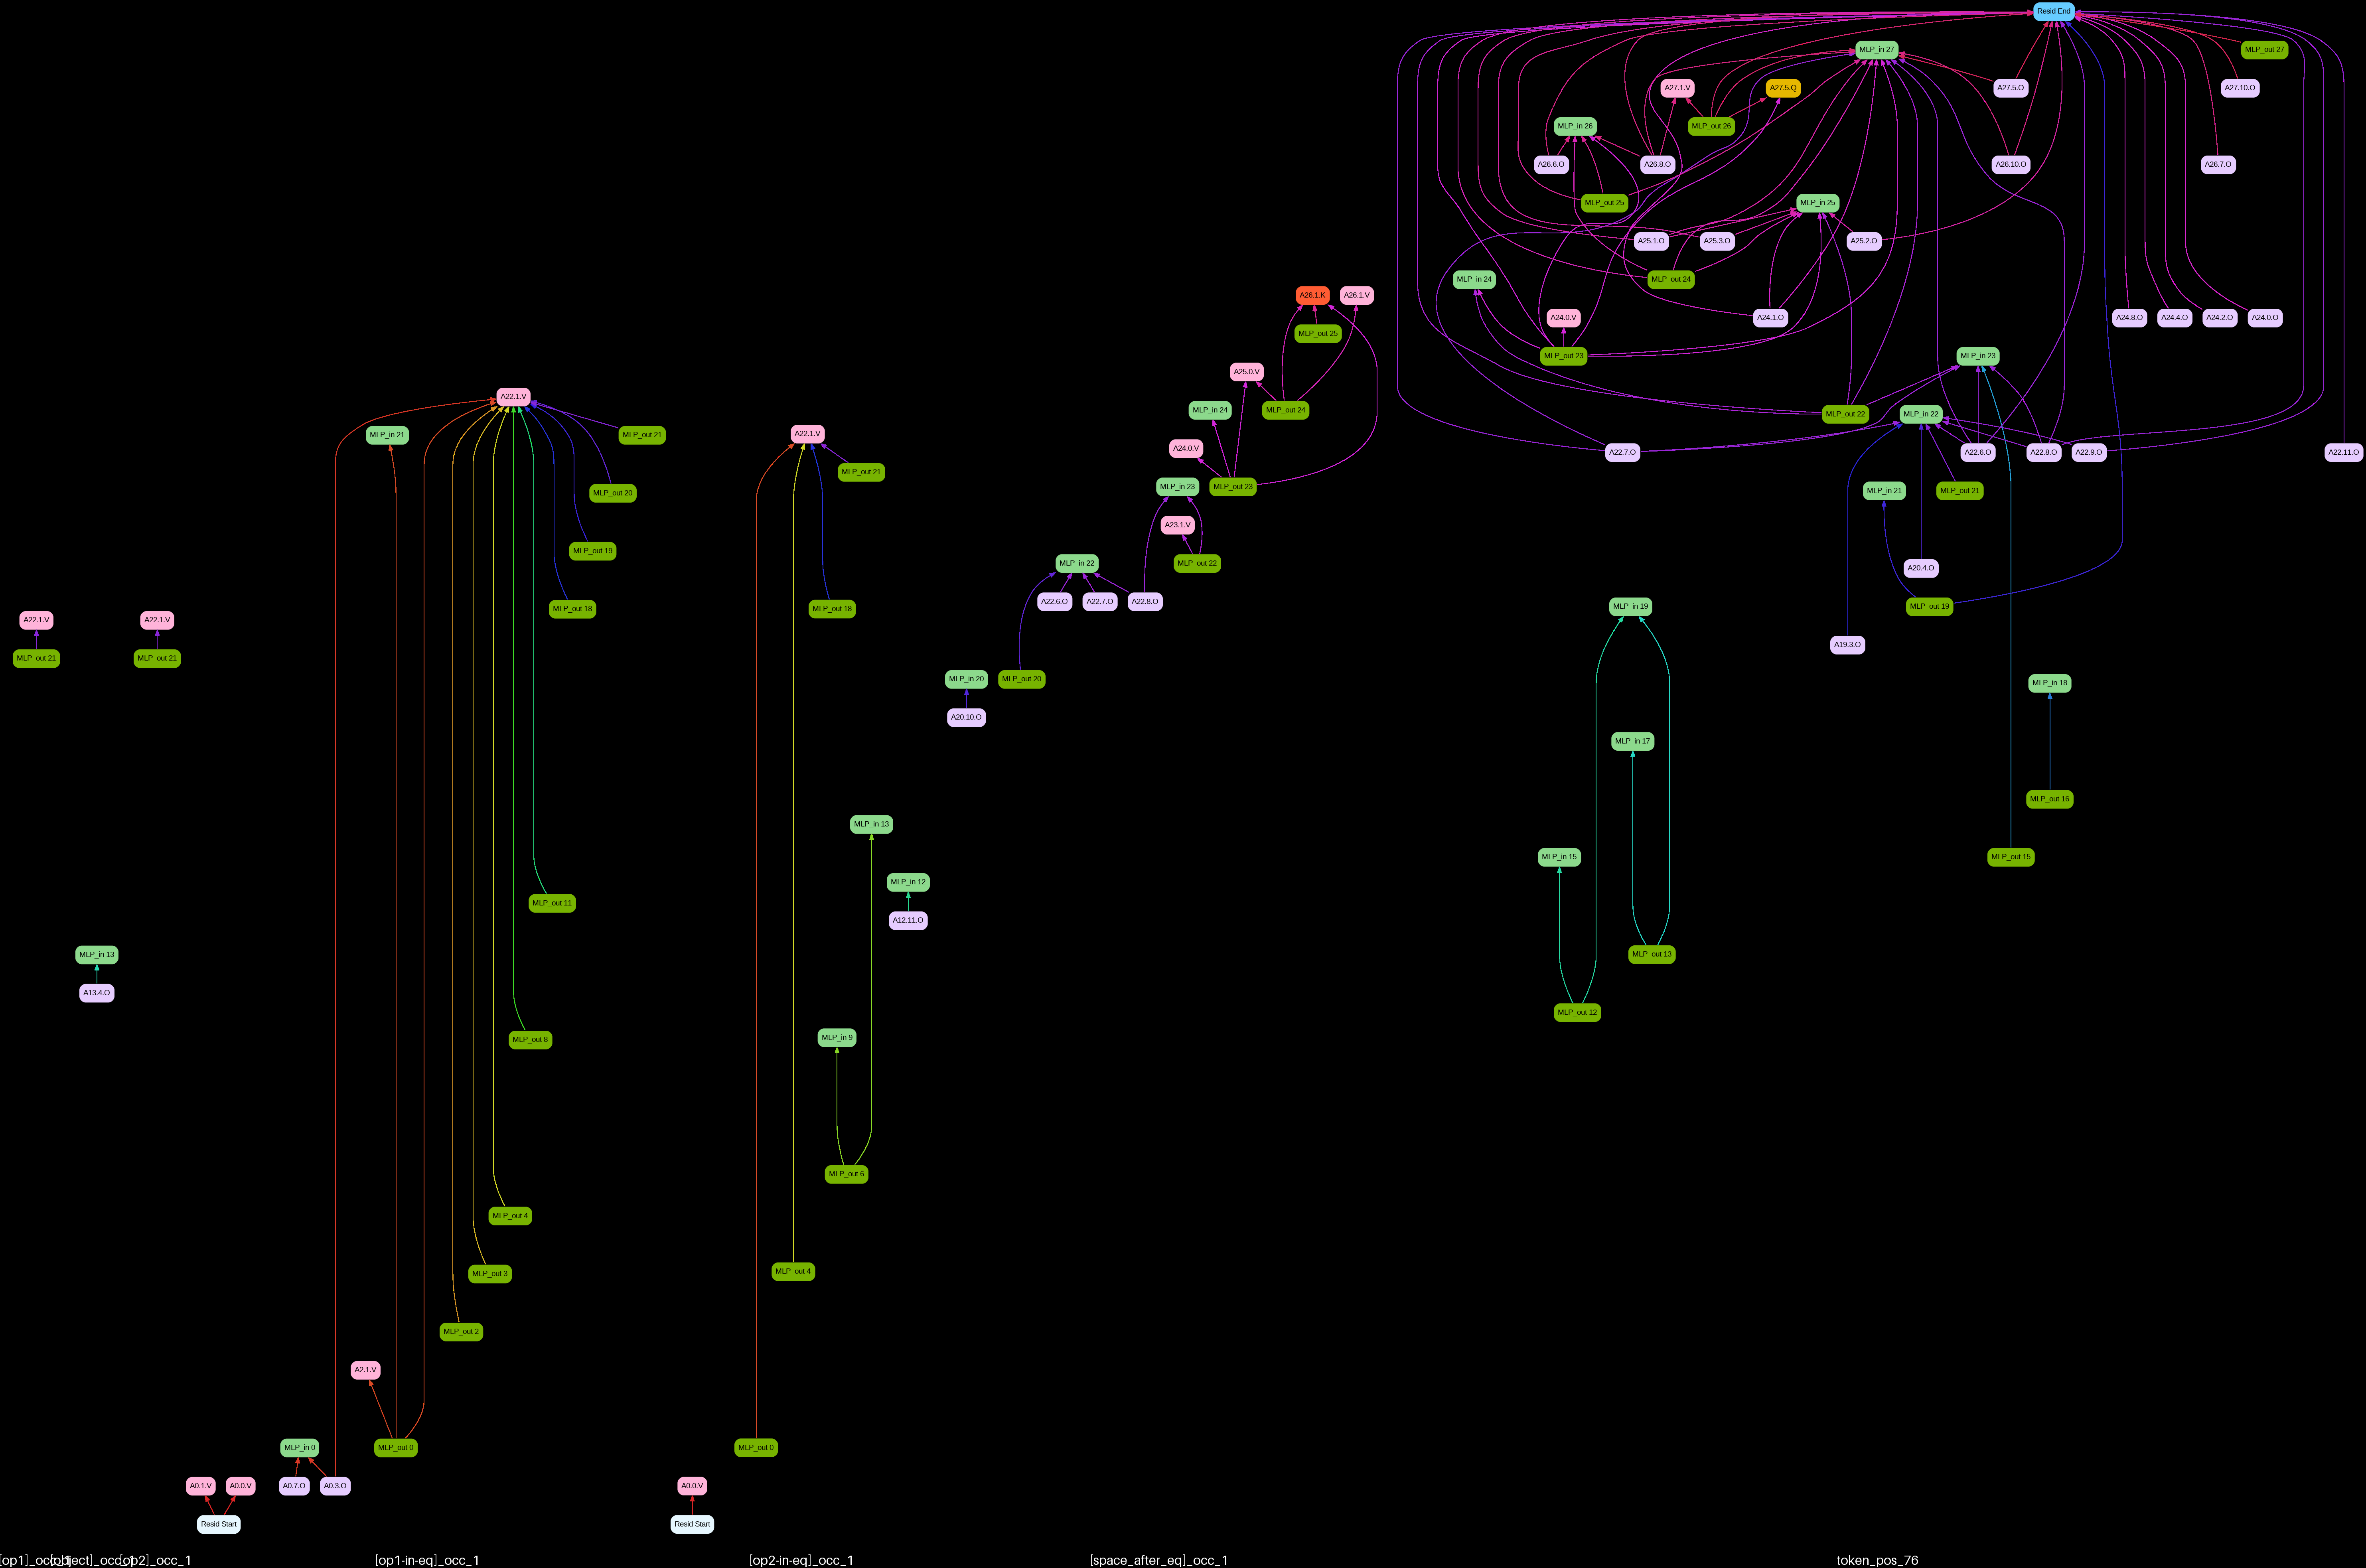 Resid End
MLP_in 27
MLP_out 27
A27.1.V
A27.5.Q
A27.5.O
A27.10.O
MLP_in 26
MLP_out 26
A26.6.O
A26.8.O
A26.10.O
A26.7.O
MLP_out 25
MLP_in 25
A25.1.O
A25.3.O
A25.2.O
MLP_in 24
MLP_out 24
A26.1.K
A26.1.V
A24.0.V
A24.1.O
A24.8.O
A24.4.O
A24.2.O
A24.0.O
MLP_out 25
MLP_out 23
MLP_in 23
A25.0.V
A22.1.V
MLP_in 24
MLP_out 24
MLP_out 22
MLP_in 22
MLP_in 21
MLP_out 21
A22.1.V
A24.0.V
A22.7.O
A22.6.O
A22.8.O
A22.9.O
A22.11.O
MLP_out 21
MLP_out 20
MLP_in 23
MLP_out 23
MLP_in 21
MLP_out 21
A23.1.V
MLP_out 19
MLP_in 22
MLP_out 22
A20.4.O
MLP_out 18
MLP_out 18
A22.6.O
A22.7.O
A22.8.O
MLP_in 19
MLP_out 19
A22.1.V
A22.1.V
A19.3.O
MLP_out 21
MLP_out 21
MLP_in 20
MLP_out 20
MLP_in 18
A20.10.O
MLP_in 17
MLP_out 16
MLP_in 13
MLP_in 15
MLP_out 15
MLP_in 12
MLP_out 11
A12.11.O
MLP_in 13
MLP_out 13
A13.4.O
MLP_out 12
MLP_out 8
MLP_in 9
MLP_out 6
MLP_out 4
MLP_out 3
MLP_out 4
MLP_out 2
A2.1.V
MLP_in 0
MLP_out 0
MLP_out 0
A0.1.V
A0.0.V
A0.7.O
A0.3.O
A0.0.V
Resid Start
Resid Start
[op2]_occ_1
[op1-in-eq]_occ_1
[op2-in-eq]_occ_1
[space_after_eq]_occ_1
token_pos_76